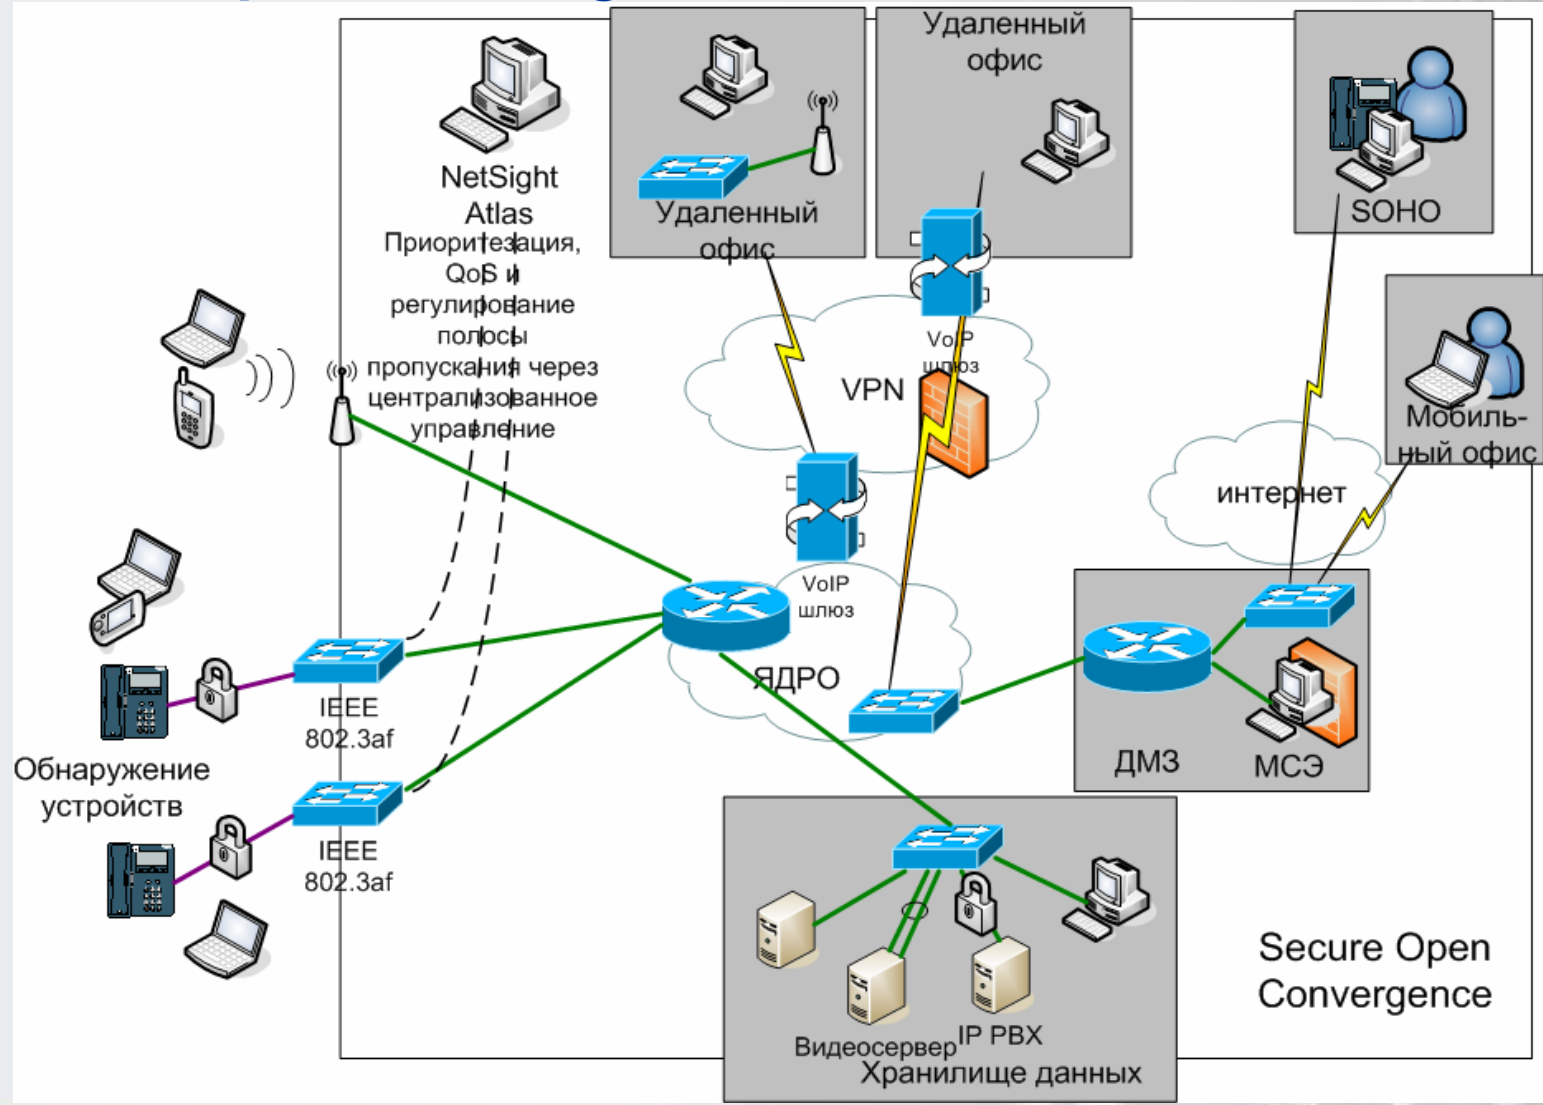 NetSight
Atlas
Приоритезация,
QoS и
регулирование
полосы
пропускания через
централизованное
управление
Удаленный
офис
Удаленный
офис
SOHO
Мобиль-
ный офис
VoIP
шлюз
VPN
интернет
VoIP
шлюз
ЯДРО
IEEE
802.3af
Обнаружение
устройств
IEEE
802.3af
ДМЗ
МСЭ
Видеосервер
IP PBX
Хранилище данных
Secure Open
Convergence